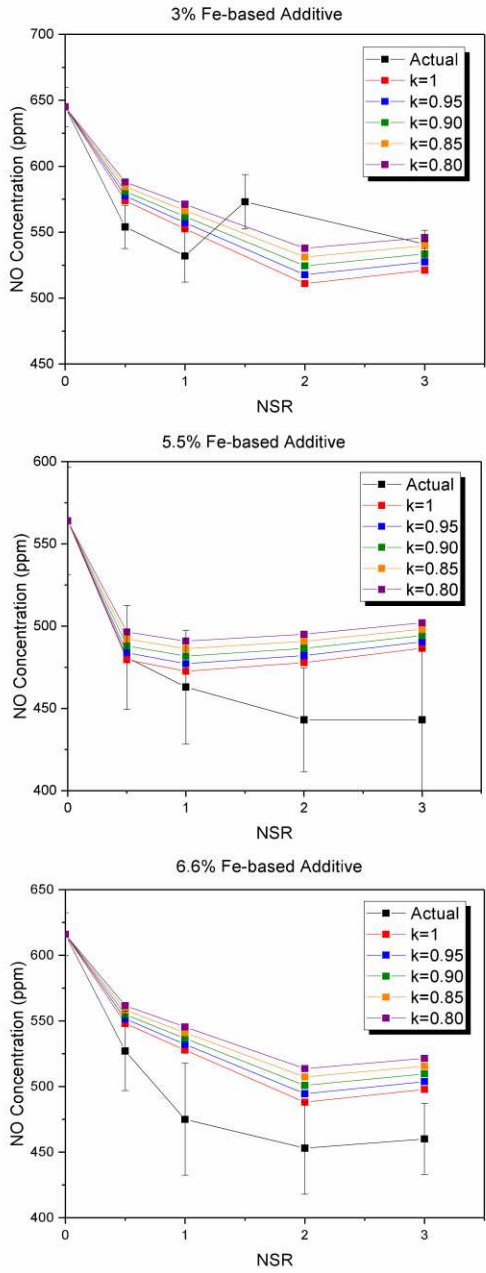 3% Fe-based Additive
700
650
600
550
500
450
NO Concentration (ppm)
Actual
k=1
k=0.95
k=0.90
k=0.85
k=0.80
0 1 2 3
NSR
5.5% Fe-based Additive
600
550
500
450
400
NO Concentration (ppm)
Actual
k=1
k=0.95
k=0.90
k=0.85
k=0.80
0 1 2 3
NSR
6.6% Fe-based Additive
650
600
550
500
450
400
NO Concentration (ppm)
Actual
k=1
k=0.95
k=0.90
k=0.85
k=0.80
0 1 2 3
NSR